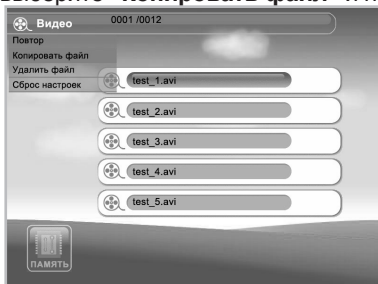 "Копировать файл"
Видео 0001 /0012
Повтор
Копировать файл
Удалить файл
Сброс настроек
test_1.avi
test_2.avi
test_3.avi
test_4.avi
test_5.avi
ПАМЯТЬ